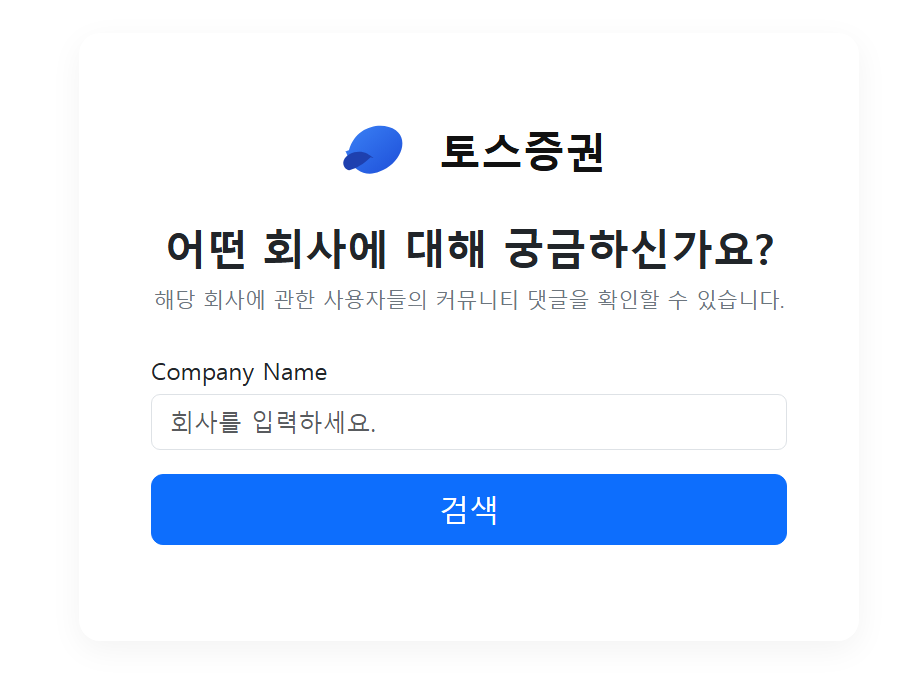 토스증권
어떤 회사에 대해 궁금하신가요?
해당 회사에 관한 사용자들의 커뮤니티 댓글을 확인할 수 있습니다.
Company Name
회사를 입력하세요.
검색